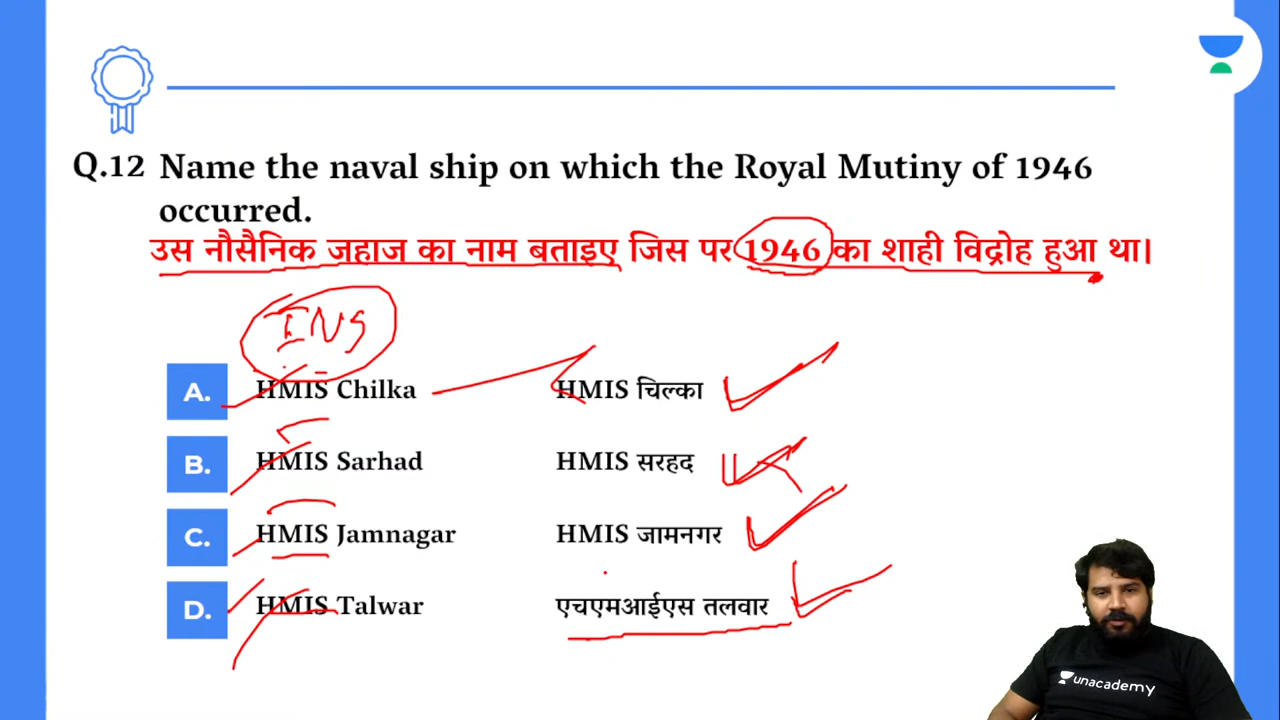 Q.12 Name the naval ship on which the Royal Mutiny of 1946
occurred.
उस नौसैनिक जहाज का नाम बताइए जिस पर 1946 का शाही विद्रोह हुआ था।
INS
A. HMIS Chilka HMIS चिल्का
B. HMIS Sarhad HMIS सरहद
C. HMIS Jamnagar HMIS जामनगर
D. HMIS Talwar एचएमआईएस तलवार
unacademy